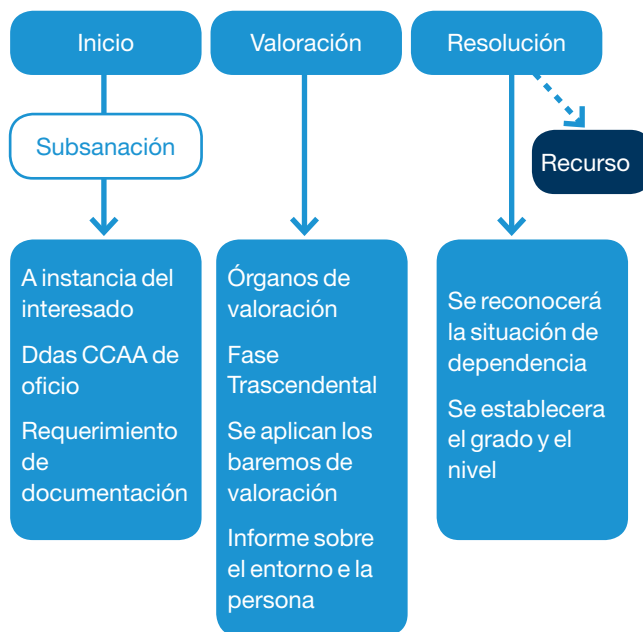 Inicio
Subsanación
A instancia del
interesado
Ddas CCAA de
oficio
Requerimiento
de
documentación
Valoración
Órganos de
valoración
Fase
Trascendental
Se aplican los
baremos de
valoración
Informe sobre
el entorno e la
persona
Resolución
Recurso
Se reconocerá
la situación de
dependencia
Se establecera
el grado y el
nivel